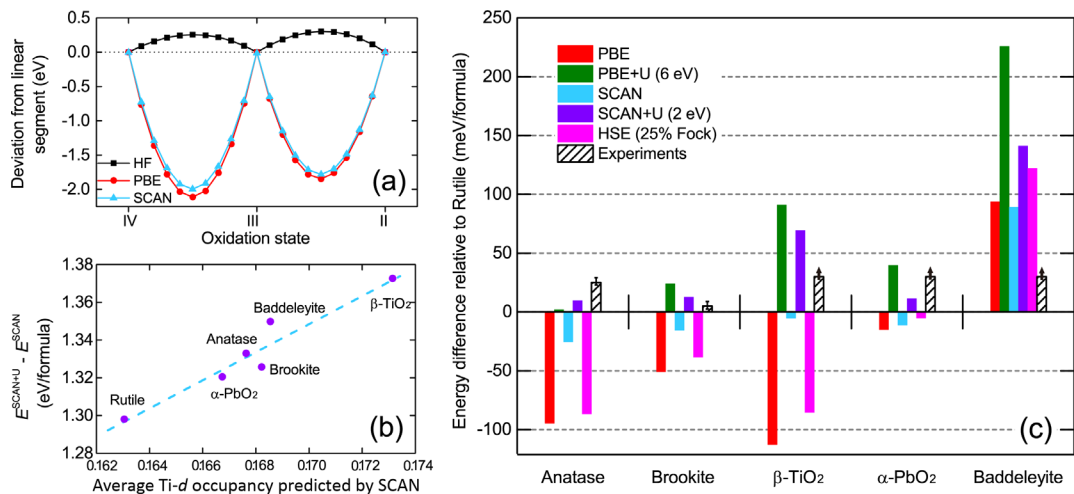 0.5
0.0
-0.5
-1.0
-1.5
-2.0
Deviation from linear
segment (eV)
HF
PBE
SCAN
(a)
IV
III
II
Oxidation state
1.38
1.36
1.34
1.32
1.30
1.28
E^SCAN+U - E^SCAN
(eV/formula)
Baddeleyite
β-TiO₂
Anatase
Brookite
α-PbO₂
Rutile
(b)
0.162
0.164
0.166
0.168
0.170
0.172
0.174
Average Ti-d occupancy predicted by SCAN
Energy difference relative to Rutile (meV/formula)
200
150
100
50
0
-50
-100
PBE
PBE+U (6 eV)
SCAN
SCAN+U (2 eV)
HSE (25% Fock)
Experiments
(c)
Anatase
Brookite
β-TiO₂
α-PbO₂
Baddeleyite